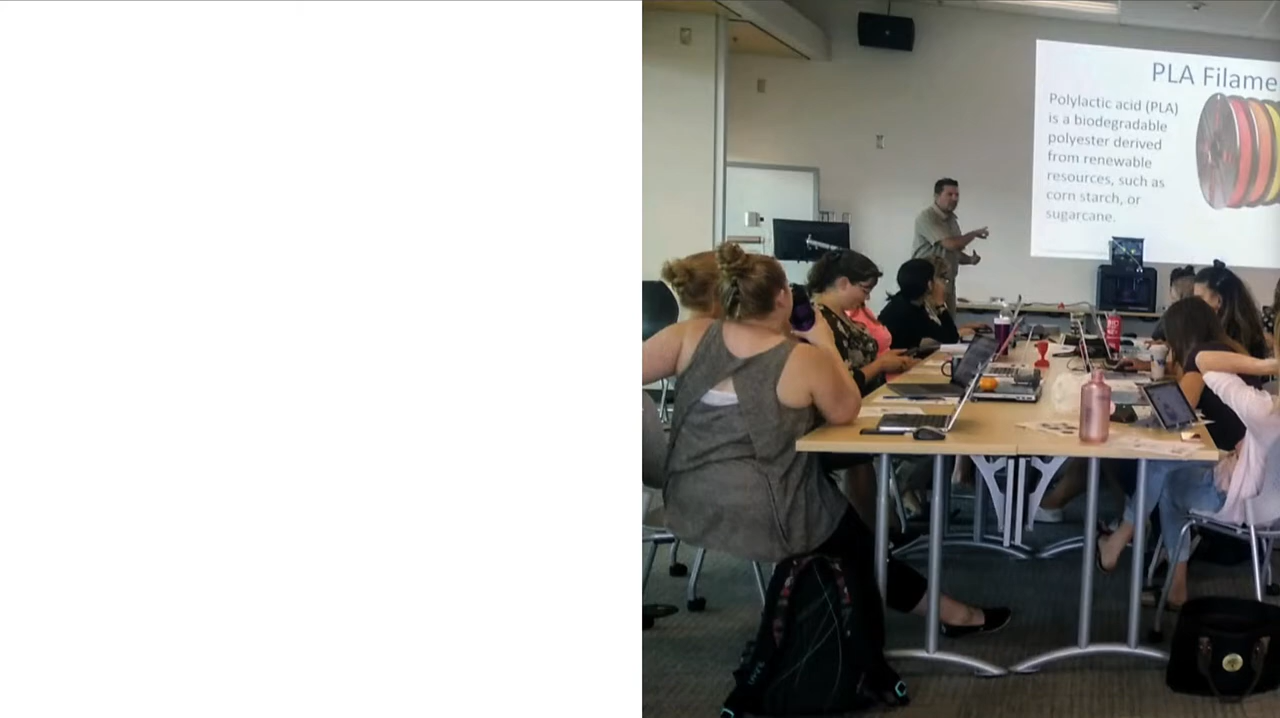 PLA Filame
Polylactic acid (PLA)
is a biodegradable
polyester derived
from renewable
resources, such as
corn starch, or
sugarcane.